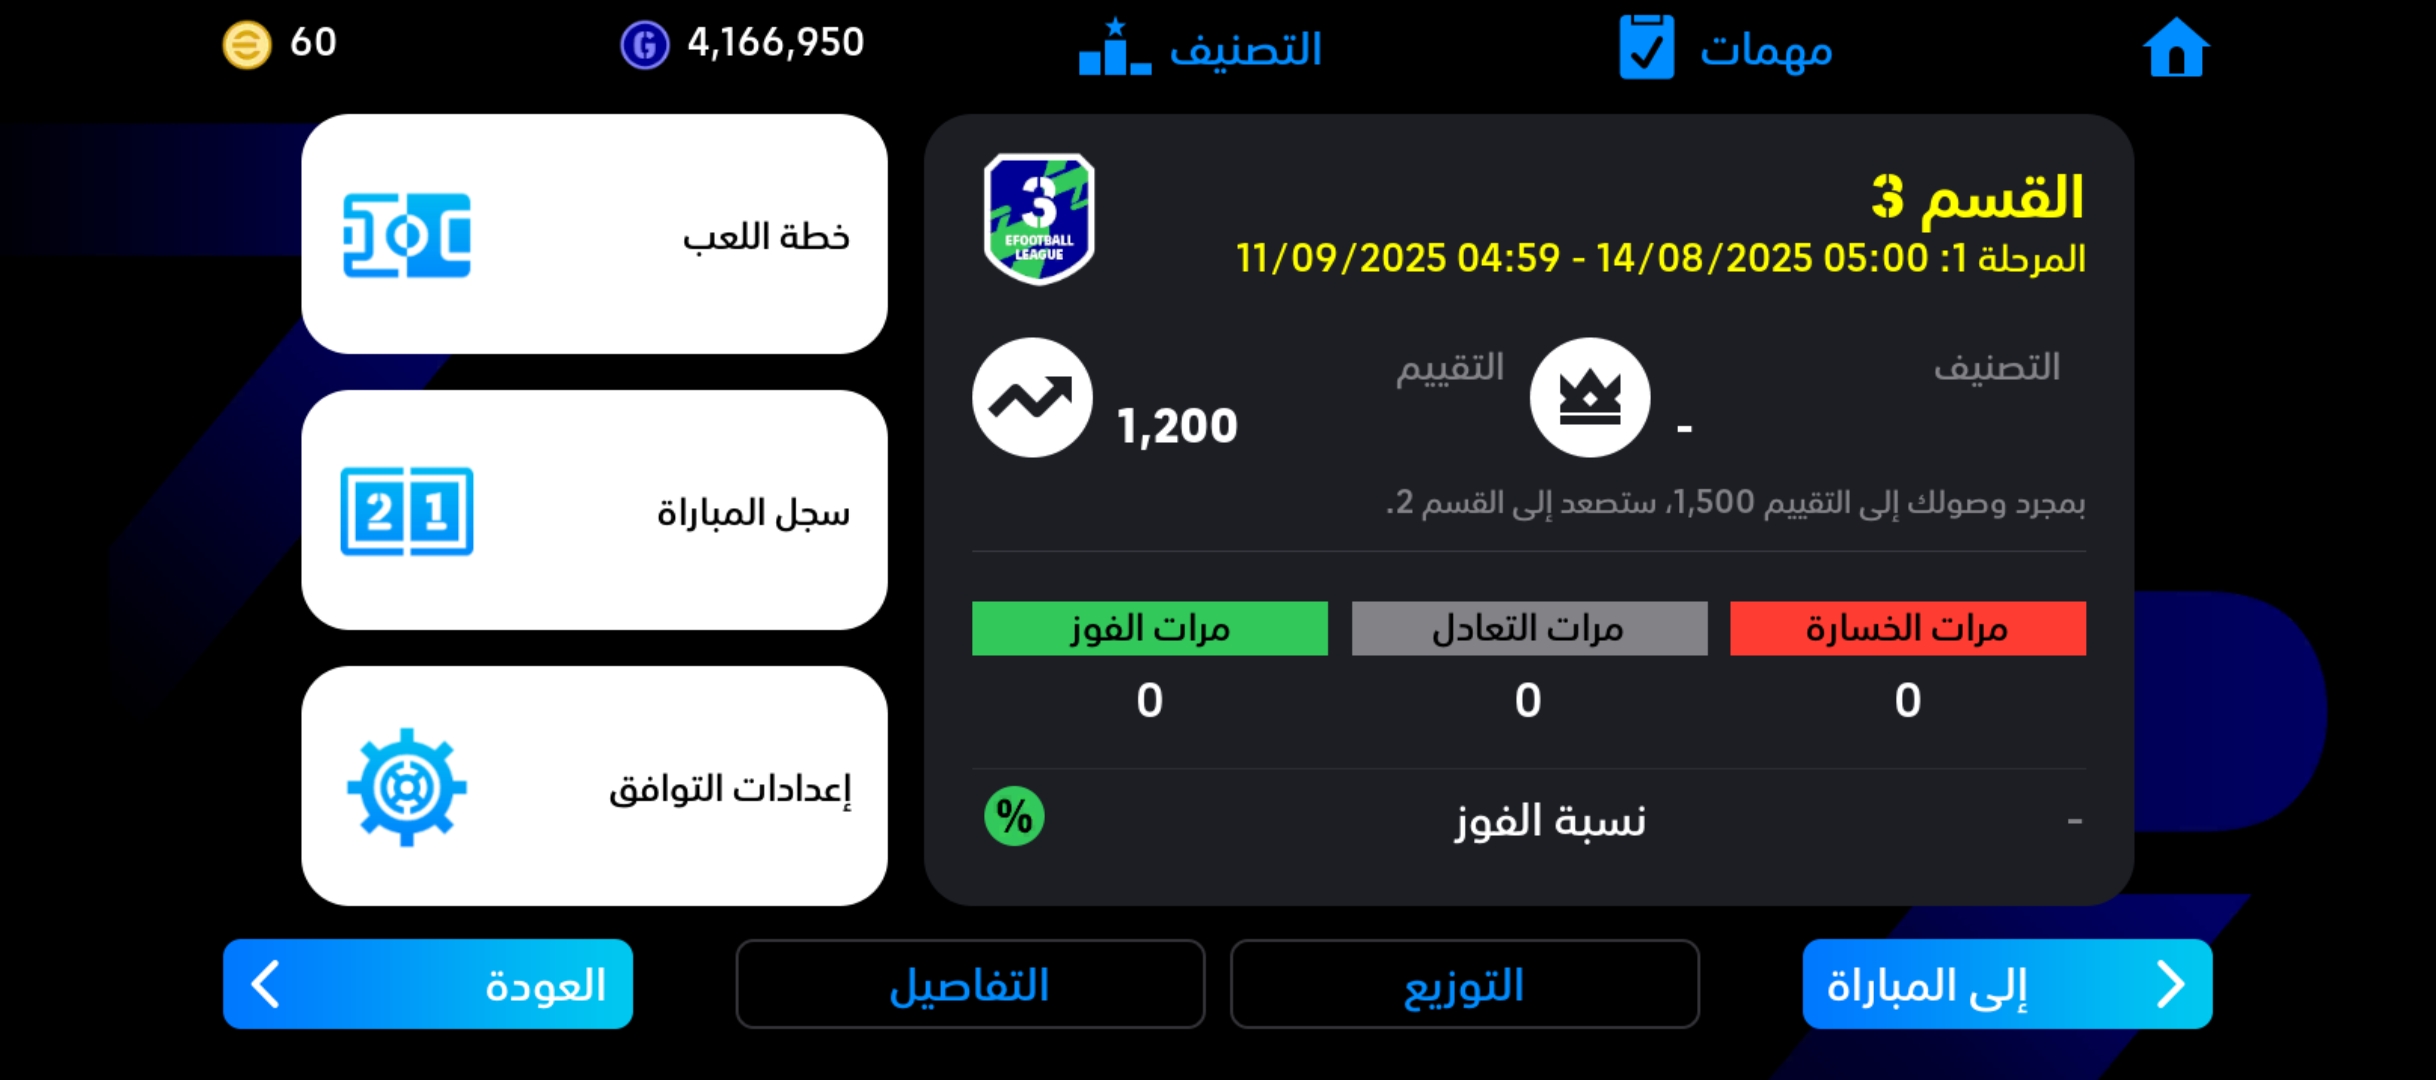 60
4,166,950
التصنيف
مهمات
القسم 3
المرحلة 1: 14/08/2025 05:00 - 11/09/2025 04:59
3
EFOOTBALL
LEAGUE
التصنيف
-
التقييم
1,200
بمجرد وصولك إلى التقييم 1,500، ستصعد إلى القسم 2.
مرات الخسارة
مرات التعادل
مرات الفوز
0
0
0
-
نسبة الفوز
%
خطة اللعب
2 1
سجل المباراة
إعدادات التوافق
إلى المباراة
التوزيع
التفاصيل
العودة